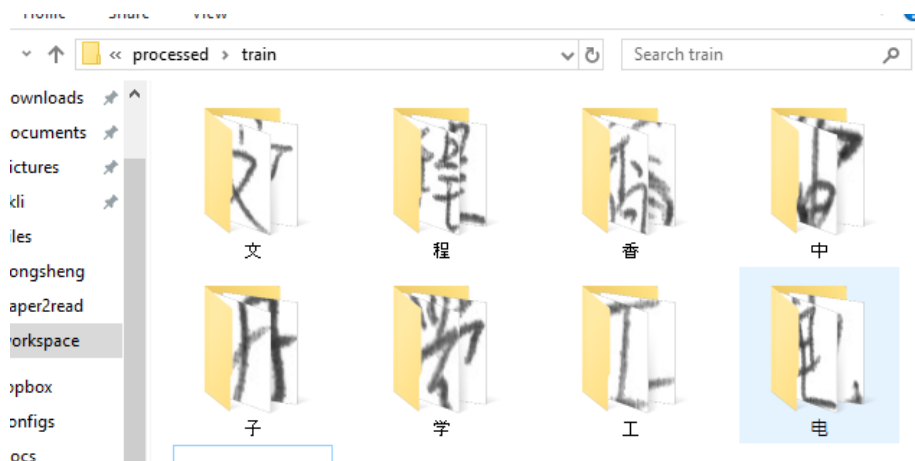 Home Share View
« processed > train
Search train
ownloads
ocuments
ictures
kli
iles
ongsheng
aper2read
orkspace
opbox
onfigs
ocs
文 程 香 中
子 学 工 电